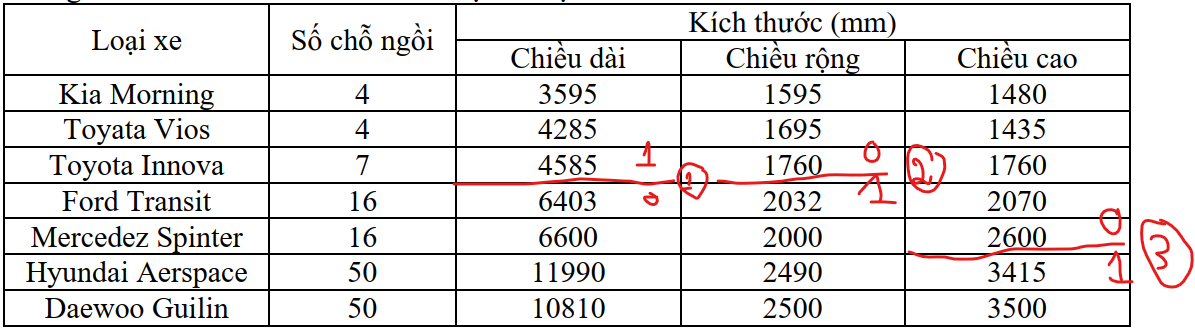 Loại xe Số chỗ ngồi Kích thước (mm)
Chiều dài Chiều rộng Chiều cao
Kia Morning 4 3595 1595 1480
Toyata Vios 4 4285 1695 1435
Toyota Innova 7 4585 1 1760 0 2 1760
Ford Transit 16 6403 0 2032 1 2070
Mercedez Spinter 16 6600 2000 2600 0 3
Hyundai Aerspace 50 11990 2490 3415 1
Daewoo Guilin 50 10810 2500 3500